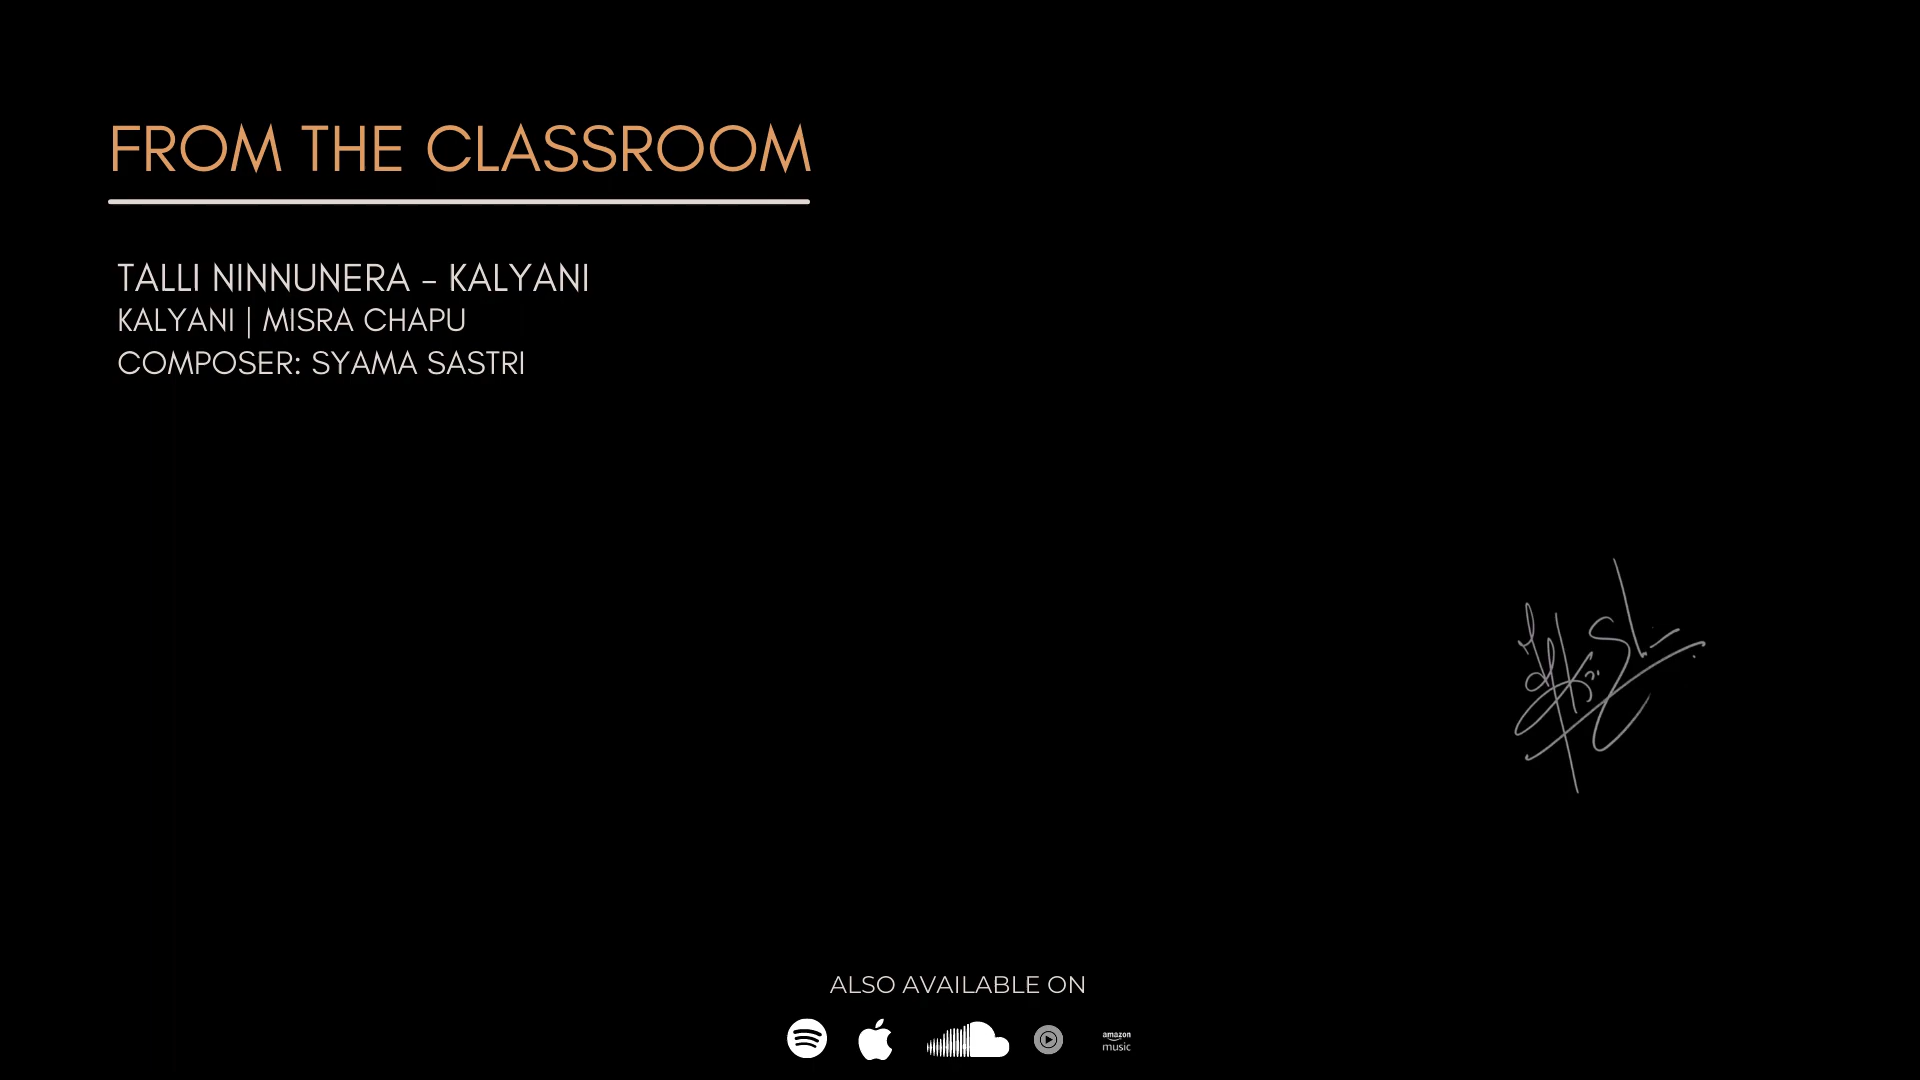 FROM THE CLASSROOM
TALLI NINNUNERA – KALYANI
KALYANI | MISRA CHAPU
COMPOSER: SYAMA SASTRI
ALSO AVAILABLE ON
amazon
music